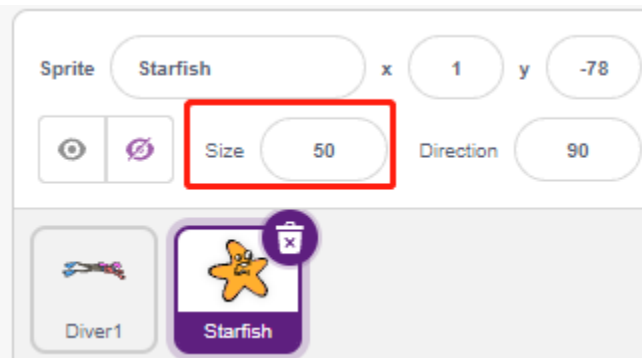 Sprite Starfish x 1 y -78
Size 50 Direction 90
Diver1 Starfish